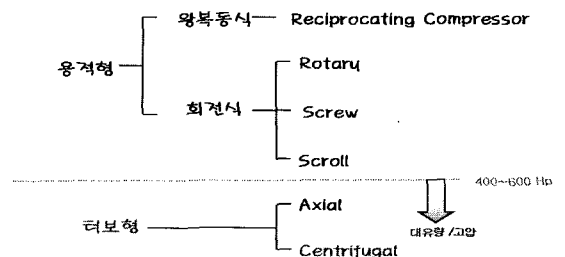 왕복동식 Reciprocating Compressor
Rotary
용적형
회전식 Screw
Scroll
400~600 Hp
Axial
터보형
대유량/고압
Centrifugal